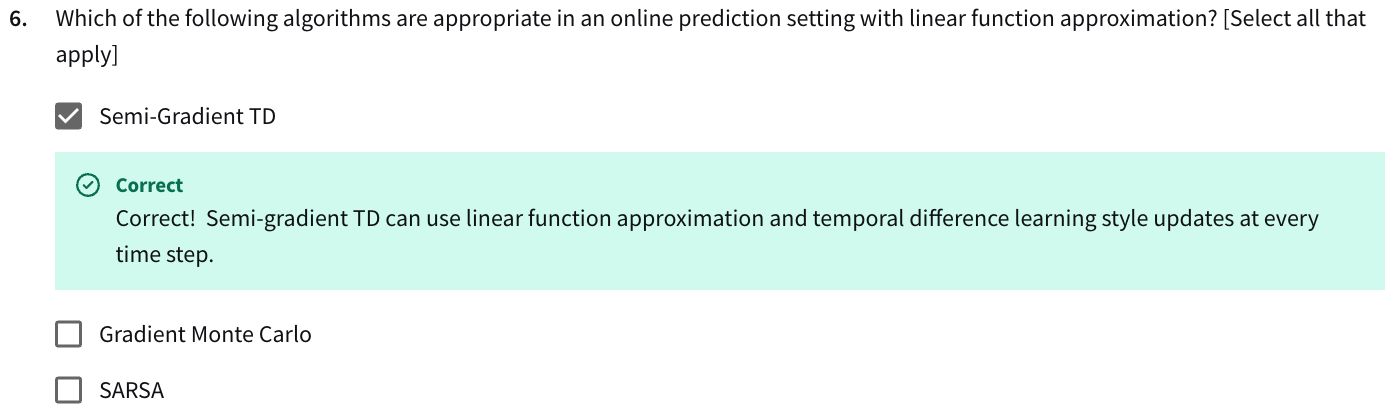 6. Which of the following algorithms are appropriate in an online prediction setting with linear function approximation? [Select all that
apply]
Semi-Gradient TD
Correct
Correct! Semi-gradient TD can use linear function approximation and temporal difference learning style updates at every
time step.
Gradient Monte Carlo
SARSA